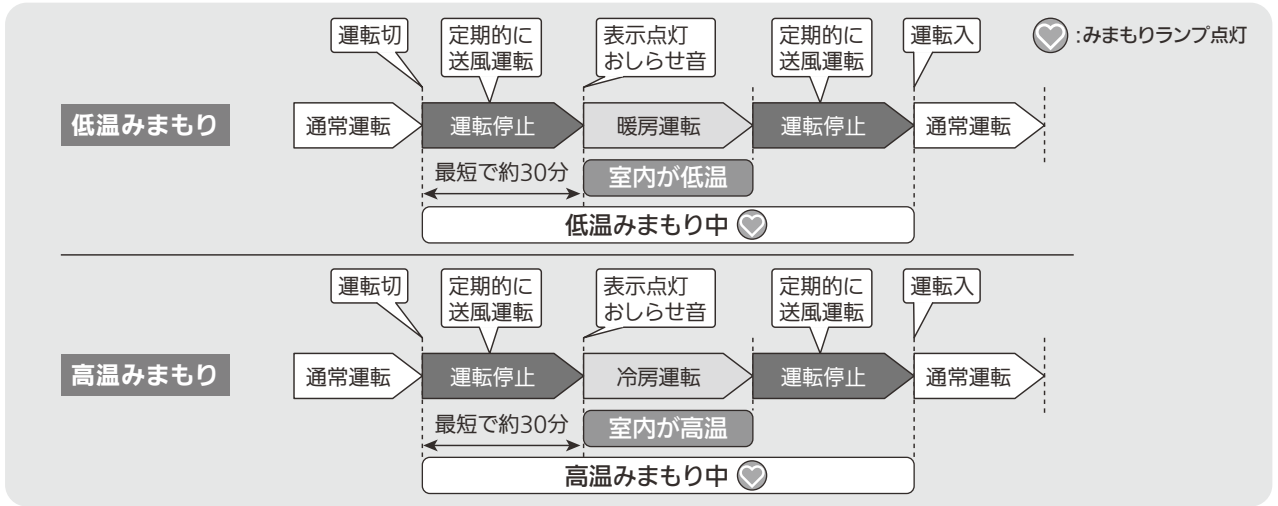 :みまもりランプ点灯
運転切
定期的に
送風運転
表示点灯
おしらせ音
定期的に
送風運転
運転入
低温みまもり
通常運転
運転停止
暖房運転
運転停止
通常運転
最短で約30分
室内が低温
低温みまもり中
運転切
定期的に
送風運転
表示点灯
おしらせ音
定期的に
送風運転
運転入
高温みまもり
通常運転
運転停止
冷房運転
運転停止
通常運転
最短で約30分
室内が高温
高温みまもり中